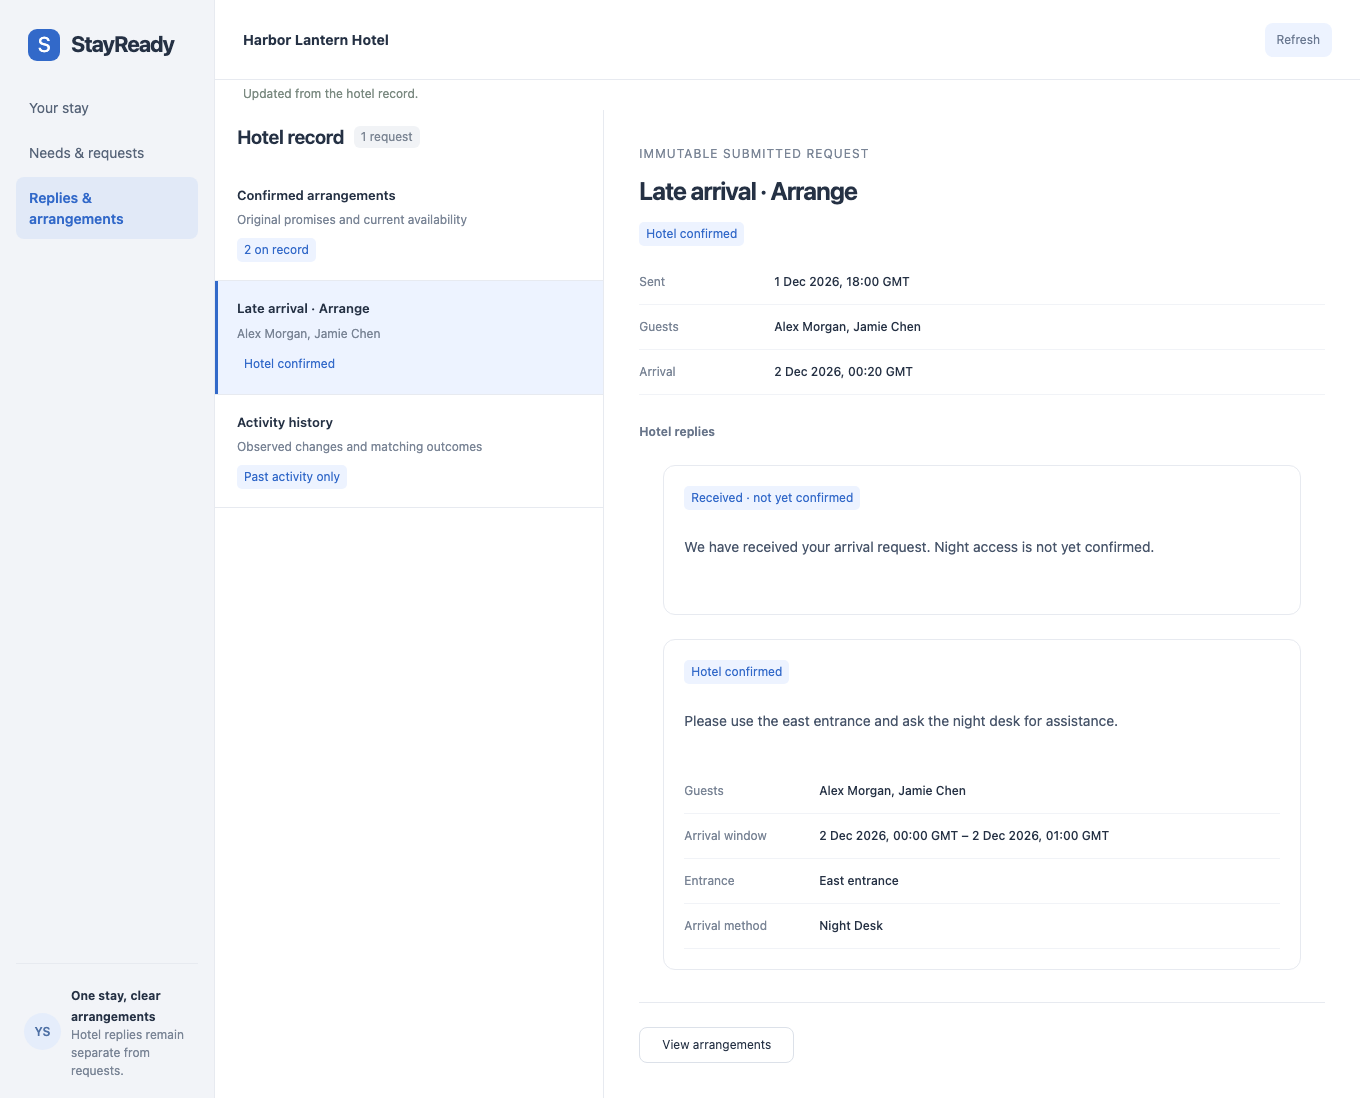 S StayReady
Your stay
Needs & requests
Replies &
arrangements
One stay, clear
arrangements
YS
Hotel replies remain
separate from
requests.
Harbor Lantern Hotel
Refresh
Updated from the hotel record.
Hotel record 1 request
Confirmed arrangements
Original promises and current availability
2 on record
Late arrival · Arrange
Alex Morgan, Jamie Chen
Hotel confirmed
Activity history
Observed changes and matching outcomes
Past activity only
IMMUTABLE SUBMITTED REQUEST
Late arrival · Arrange
Hotel confirmed
Sent 1 Dec 2026, 18:00 GMT
Guests Alex Morgan, Jamie Chen
Arrival 2 Dec 2026, 00:20 GMT
Hotel replies
Received · not yet confirmed
We have received your arrival request. Night access is not yet confirmed.
Hotel confirmed
Please use the east entrance and ask the night desk for assistance.
Guests Alex Morgan, Jamie Chen
Arrival window 2 Dec 2026, 00:00 GMT – 2 Dec 2026, 01:00 GMT
Entrance East entrance
Arrival method Night Desk
View arrangements